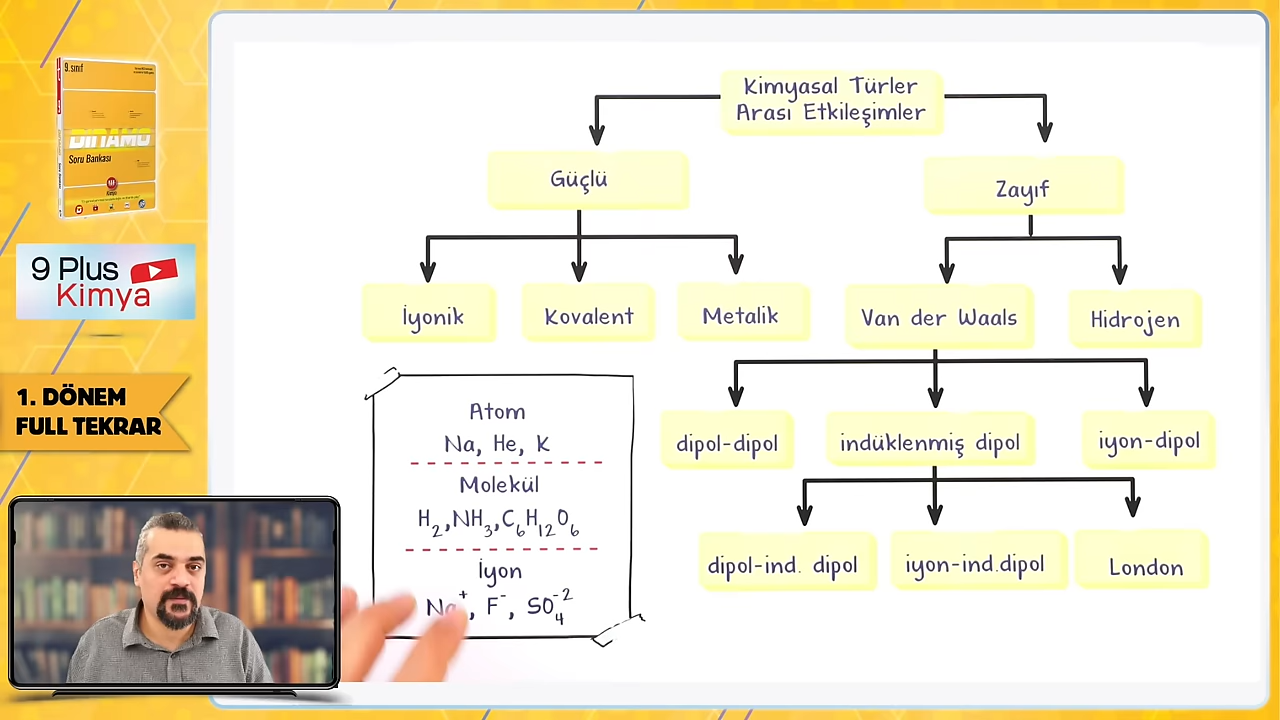 9.sınıf
DİNAMO
Soru Bankası
Kimya
9 Plus
Kimya
1. DÖNEM
FULL TEKRAR
Kimyasal Türler
Arası Etkileşimler
Güçlü
Zayıf
İyonik
Kovalent
Metalik
Van der Waals
Hidrojen
dipol-dipol
indüklenmiş dipol
iyon-dipol
dipol-ind. dipol
iyon-ind.dipol
London
Atom
Na, He, K
Molekül
H₂,NH₃,C₆H₁₂O₆
İyon
Na⁺, F⁻, SO₄⁻²